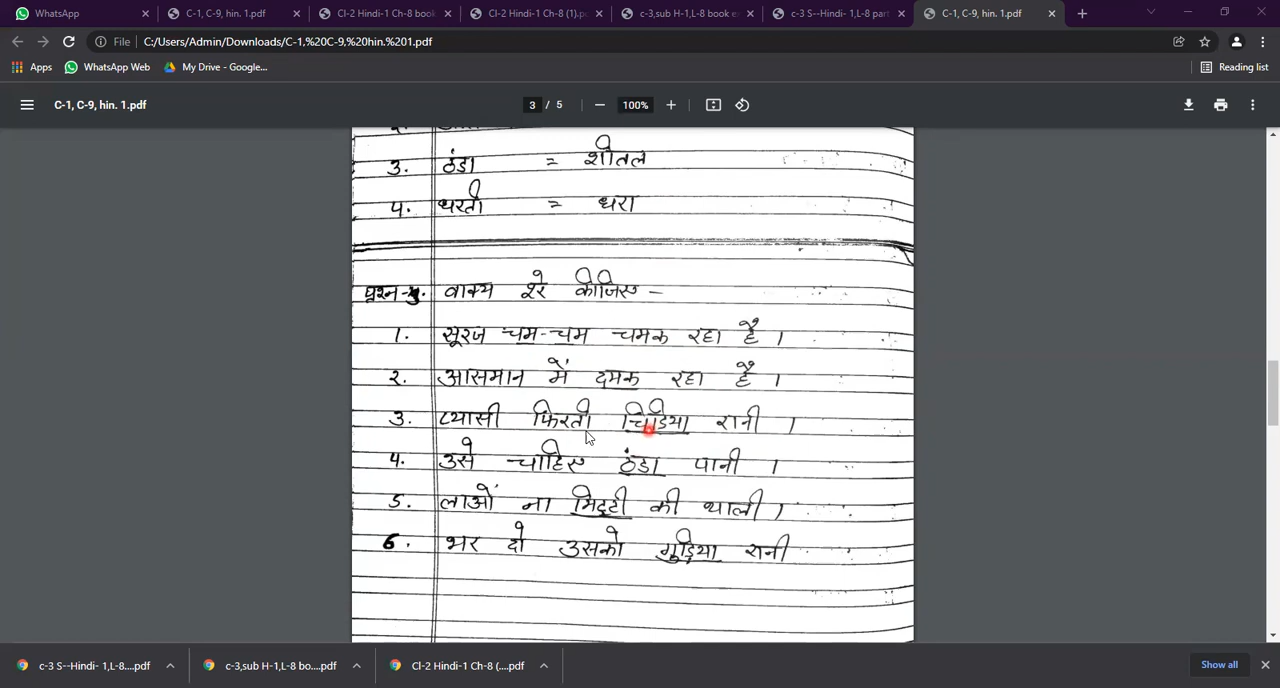 WhatsApp
C-1, C-9, hin. 1.pdf
Cl-2 Hindi-1 Ch-8 book
Cl-2 Hindi-1 Ch-8 (1).pd
c-3,sub H-1,L-8 book e
c-3 S--Hindi- 1,L-8 part
C-1, C-9, hin. 1.pdf
File
C:/Users/Admin/Downloads/C-1,%20C-9,%20hin.%201.pdf
Apps
WhatsApp Web
My Drive - Google...
Reading list
C-1, C-9, hin. 1.pdf
3 / 5
100%
3. ठंडा = शीतल
4. धरती = धरा
प्रश्न-5. वाक्य पूरे कीजिए –
1. सूरज चम-चम चमक रहा है ।
2. आसमान में दमक रहा है ।
3. प्यासी फिरती चिड़िया रानी ।
4. उसे चाहिए ठंडा पानी ।
5. लाओं ना मिट्टी की थाली ।
6. भर दो उसको गुड़िया रानी
c-3 S--Hindi- 1,L-8....pdf
c-3,sub H-1,L-8 bo....pdf
Cl-2 Hindi-1 Ch-8 (....pdf
Show all